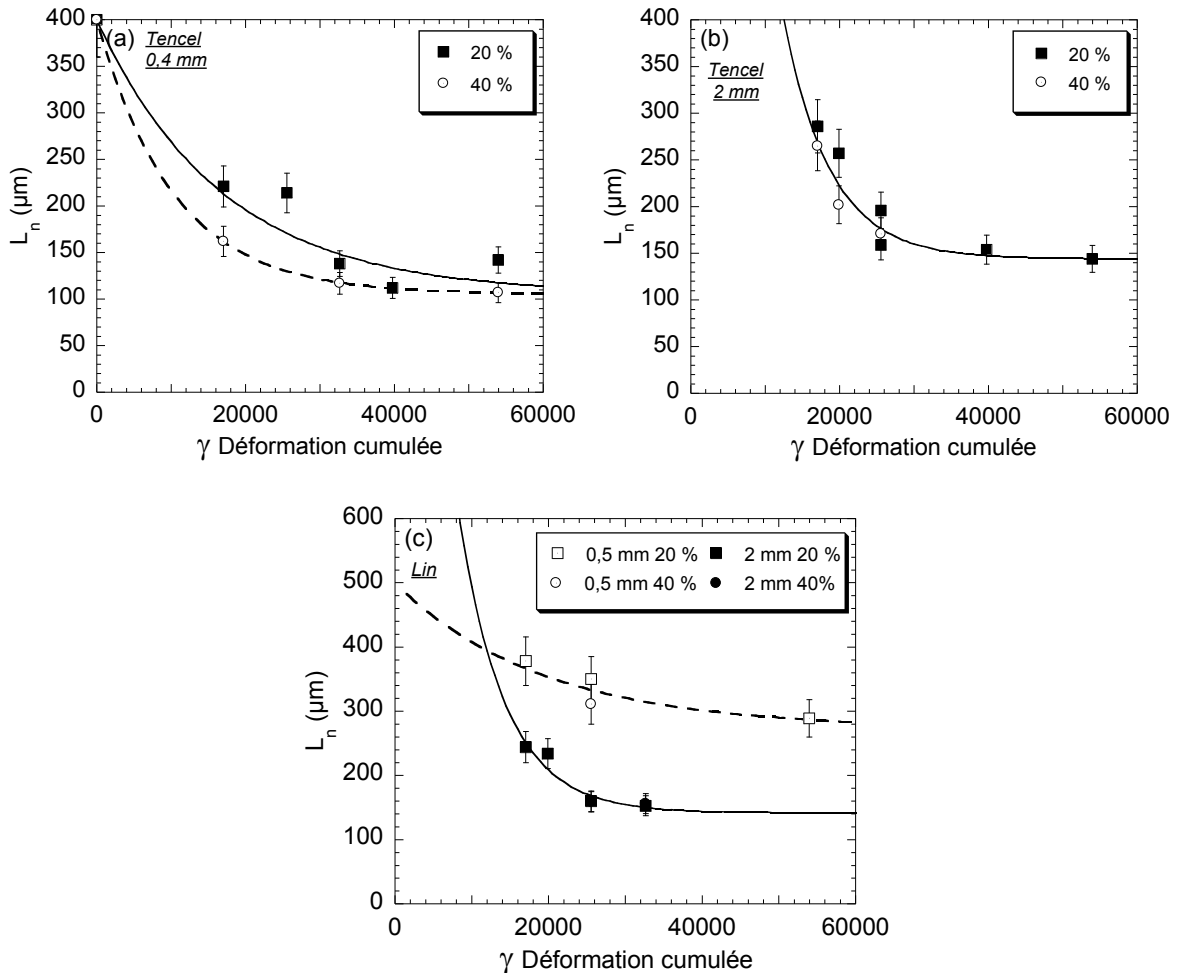 (a)
Tencel
0,4 mm
20 %
40 %
400
350
300
250
200
150
100
50
0
L_n (µm)
0 20000 40000 60000
γ Déformation cumulée
(b)
Tencel
2 mm
20 %
40 %
400
350
300
250
200
150
100
50
0
L_n (µm)
0 20000 40000 60000
γ Déformation cumulée
(c)
Lin
0,5 mm 20 % 2 mm 20 %
0,5 mm 40 % 2 mm 40%
600
500
400
300
200
100
0
L_n (µm)
0 20000 40000 60000
γ Déformation cumulée